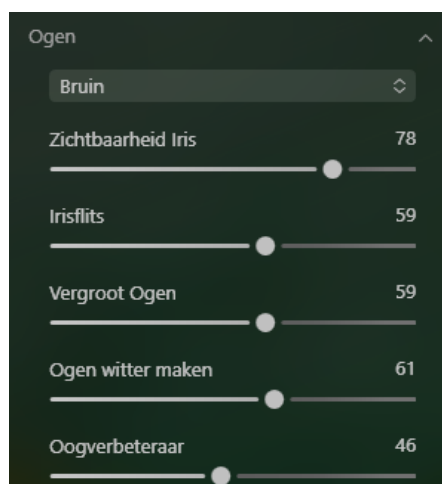 Ogen
Bruin
Zichtbaarheid Iris 78
Irisflits 59
Vergroot Ogen 59
Ogen witter maken 61
Oogverbeteraar 46